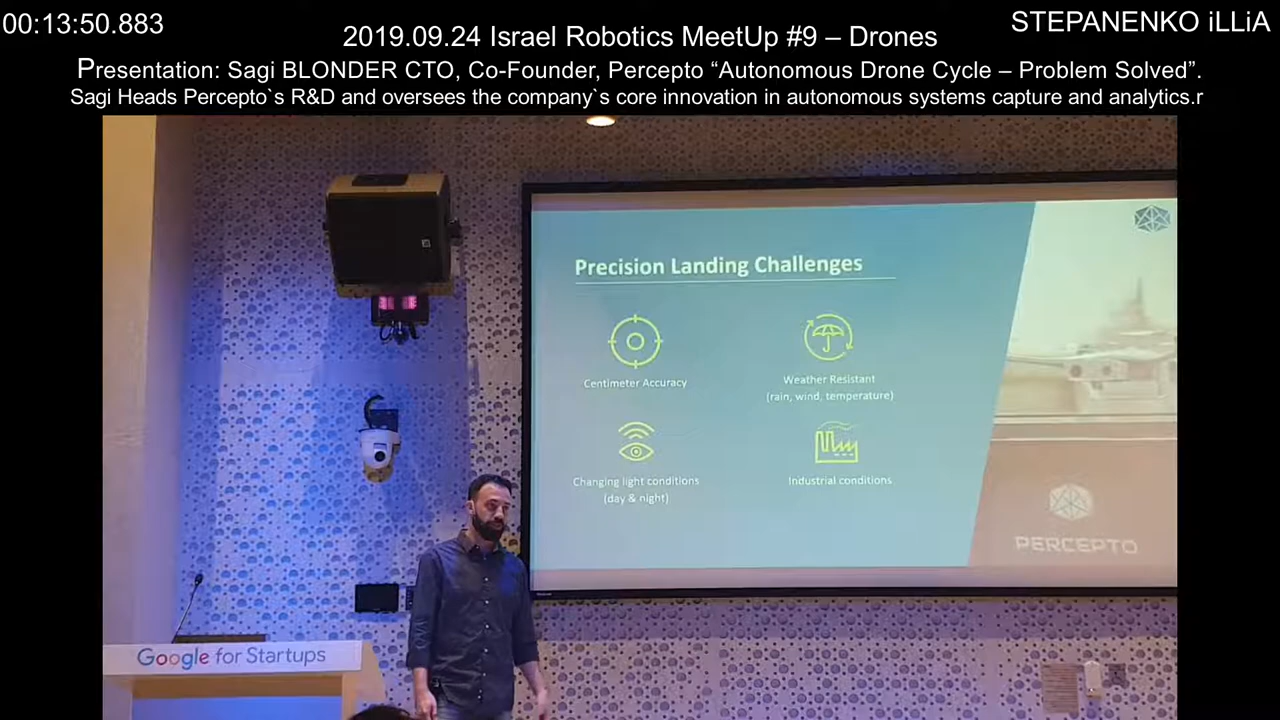 00:13:50.883
STEPANENKO iLLiA
2019.09.24 Israel Robotics MeetUp #9 – Drones
Presentation: Sagi BLONDER CTO, Co-Founder, Percepto “Autonomous Drone Cycle – Problem Solved”.
Sagi Heads Percepto`s R&D and oversees the company`s core innovation in autonomous systems capture and analytics.r
Precision Landing Challenges
Centimeter Accuracy
Weather Resistant
(rain, wind, temperature)
Changing light conditions
(day & night)
Industrial conditions
PERCEPTO
Google for Startups